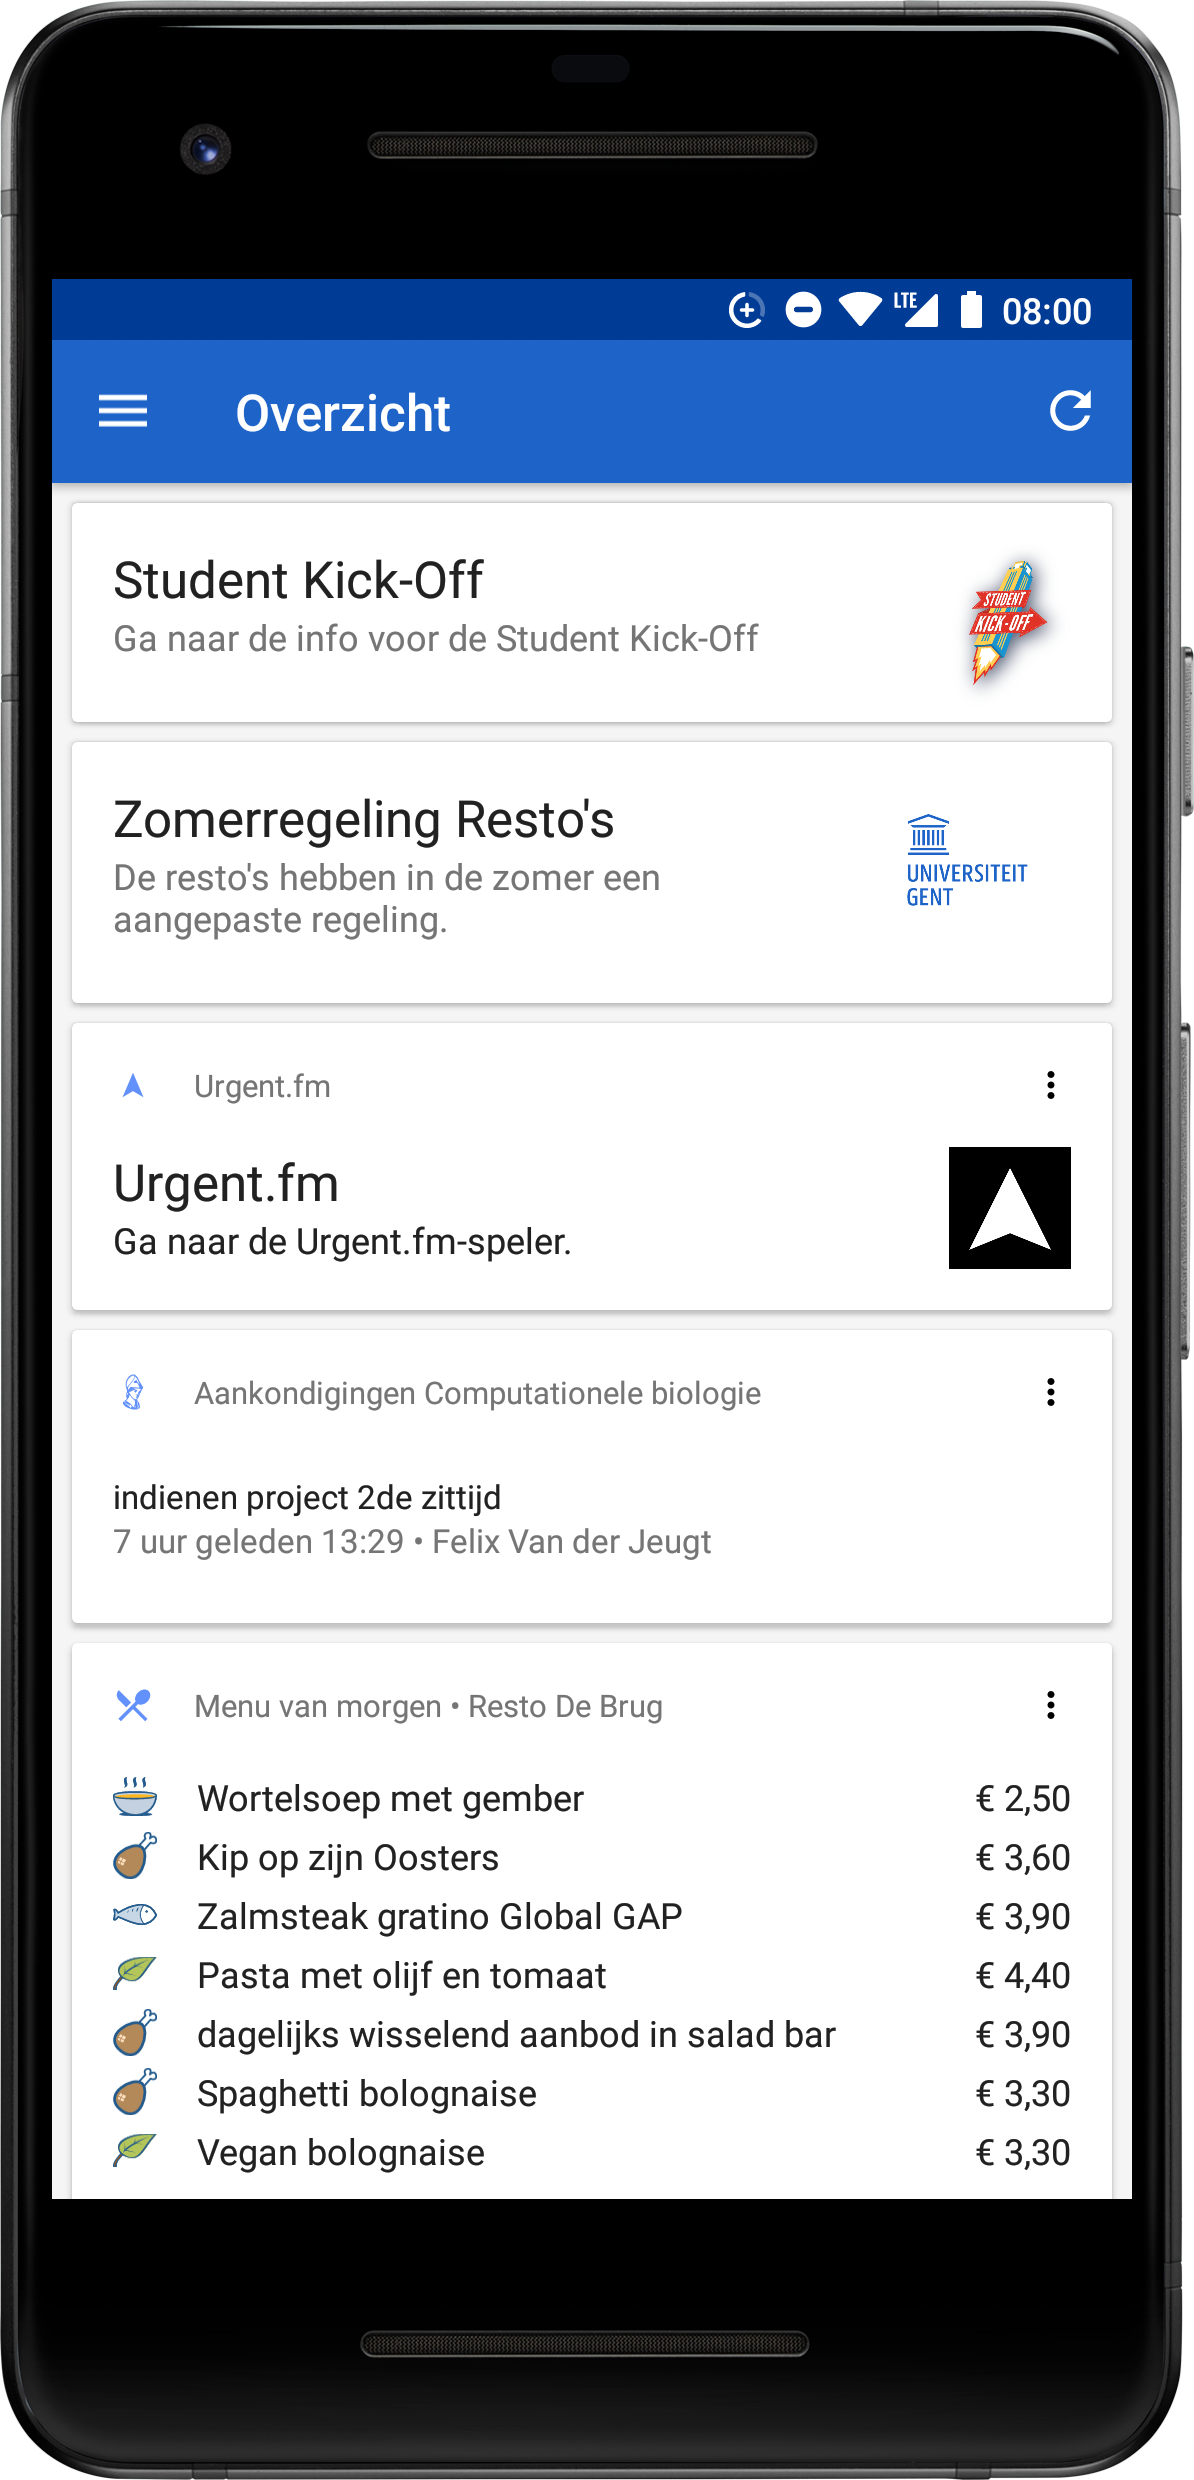 LTE 08:00
Overzicht
Student Kick-Off
Ga naar de info voor de Student Kick-Off
STUDENT
KICK-OFF
Zomerregeling Resto's
De resto's hebben in de zomer een
aangepaste regeling.
UNIVERSITEIT
GENT
Urgent.fm
Urgent.fm
Ga naar de Urgent.fm-speler.
Aankondigingen Computationele biologie
indienen project 2de zittijd
7 uur geleden 13:29 • Felix Van der Jeugt
Menu van morgen • Resto De Brug
Wortelsoep met gember € 2,50
Kip op zijn Oosters € 3,60
Zalmsteak gratino Global GAP € 3,90
Pasta met olijf en tomaat € 4,40
dagelijks wisselend aanbod in salad bar € 3,90
Spaghetti bolognaise € 3,30
Vegan bolognaise € 3,30